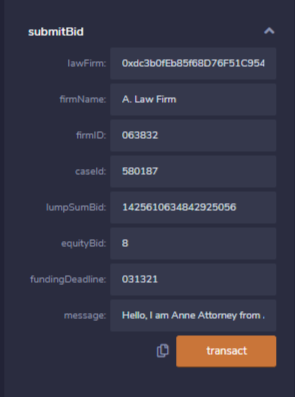 submitBid
lawFirm: 0xdc3b0fEb85f68D76F51C954
firmName: A. Law Firm
firmID: 063832
caseId: 580187
lumpSumBid: 1425610634842925056
equityBid: 8
fundingDeadline: 031321
message: Hello, I am Anne Attorney from .
transact